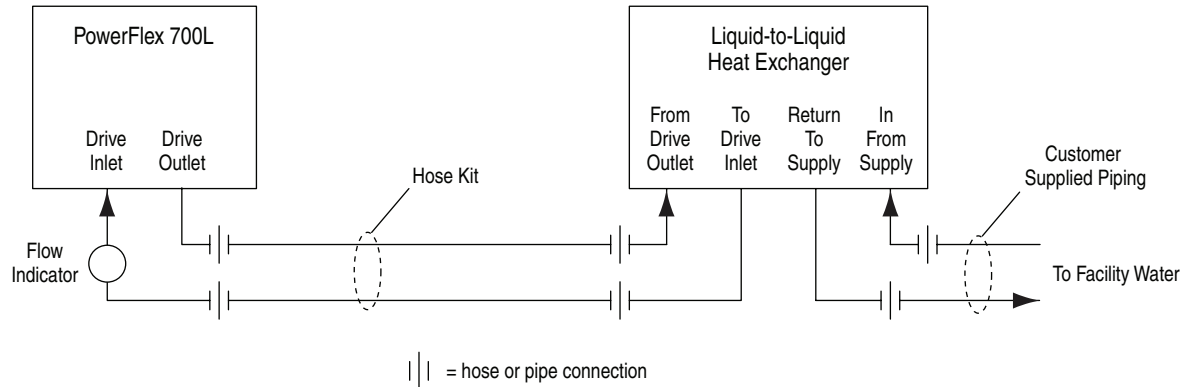 PowerFlex 700L
Drive
Inlet
Drive
Outlet
Liquid-to-Liquid
Heat Exchanger
From
Drive
Outlet
To
Drive
Inlet
Return
To
Supply
In
From
Supply
Hose Kit
Customer
Supplied Piping
Flow
Indicator
To Facility Water
= hose or pipe connection